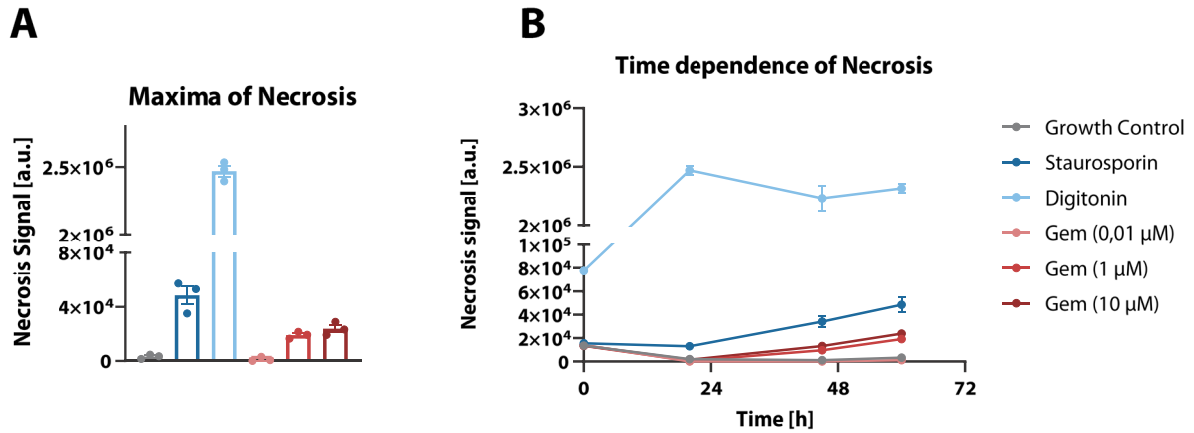 A
Maxima of Necrosis
Necrosis Signal [a.u.]
2.5×10⁶
2×10⁶
8×10⁴
4×10⁴
0
B
Time dependence of Necrosis
Necrosis signal [a.u.]
3×10⁶
2.5×10⁶
2×10⁶
1×10⁵
8×10⁴
6×10⁴
4×10⁴
2×10⁴
0
0 24 48 72
Time [h]
Growth Control
Staurosporin
Digitonin
Gem (0,01 µM)
Gem (1 µM)
Gem (10 µM)